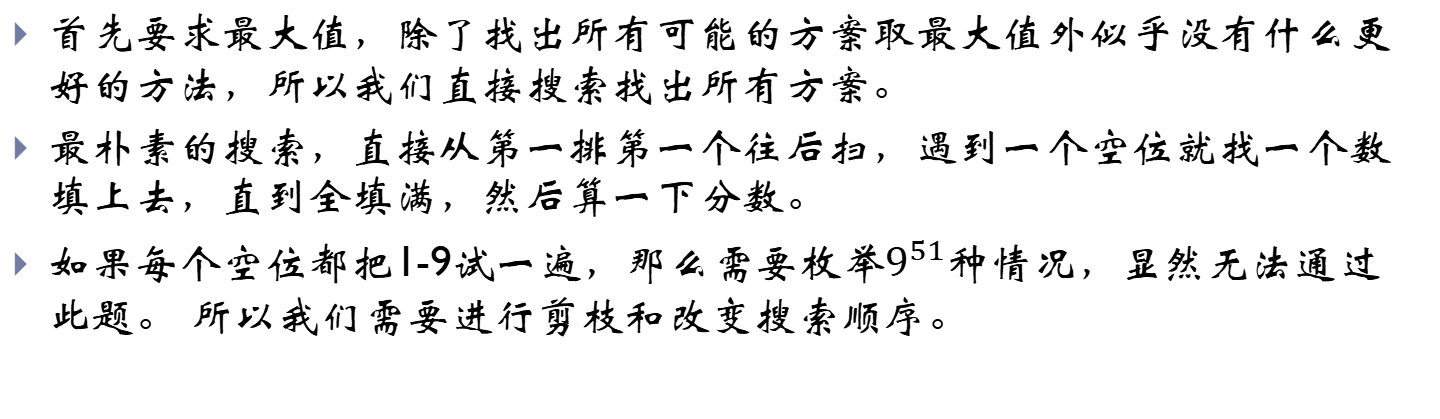 首先要求最大值，除了找出所有可能的方案取最大值外似乎没有什么更
好的方法，所以我们直接搜索找出所有方案。
最朴素的搜索，直接从第一排第一个往后扫，遇到一个空位就找一个数
填上去，直到全填满，然后算一下分数。
如果每个空位都把1-9试一遍，那么需要枚举9^51种情况，显然无法通过
此题。 所以我们需要进行剪枝和改变搜索顺序。